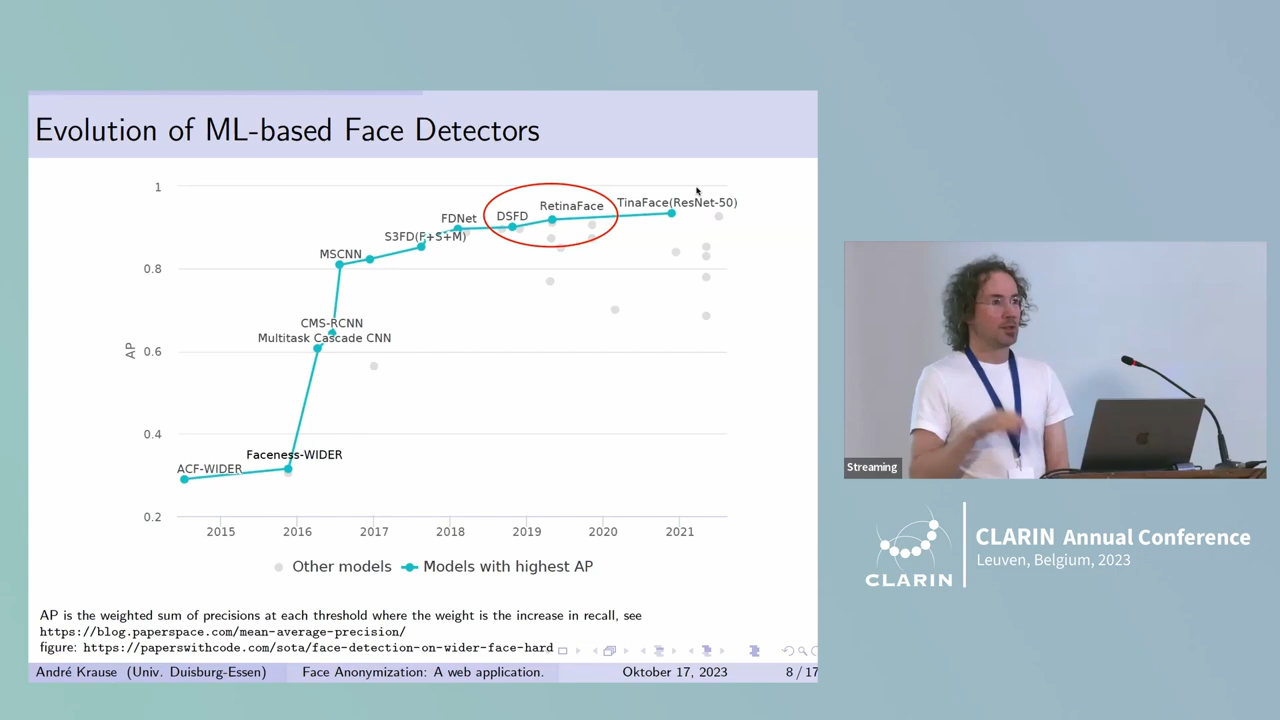 Evolution of ML-based Face Detectors
1
TinaFace(ResNet-50)
RetinaFace
DSFD
FDNet
S3FD(F+S+M)
MSCNN
0.8
CMS-RCNN
Multitask Cascade CNN
AP
0.6
0.4
Faceness-WIDER
ACF-WIDER
0.2
2015 2016 2017 2018 2019 2020 2021
Other models Models with highest AP
AP is the weighted sum of precisions at each threshold where the weight is the increase in recall, see
https://blog.paperspace.com/mean-average-precision/
figure: https://paperswithcode.com/sota/face-detection-on-wider-face-hard
André Krause (Univ. Duisburg-Essen) Face Anonymization: A web application. Oktober 17, 2023 8 / 17
Streaming
CLARIN
CLARIN Annual Conference
Leuven, Belgium, 2023